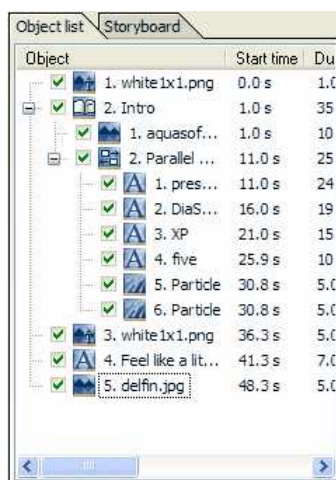 Object list Storyboard
Object Start time Du
1. white1x1.png 0.0 s 1.0
2. Intro 1.0 s 35
1. aquasof... 1.0 s 10
2. Parallel ... 11.0 s 25
1. pres... 11.0 s 24
2. DiaS... 16.0 s 19
3. XP 21.0 s 15
4. five 25.9 s 10
5. Particle 30.8 s 5.0
6. Particle 30.8 s 5.0
3. white1x1.png 36.3 s 5.0
4. Feel like a lit... 41.3 s 7.0
5. delfin.jpg 48.3 s 5.0